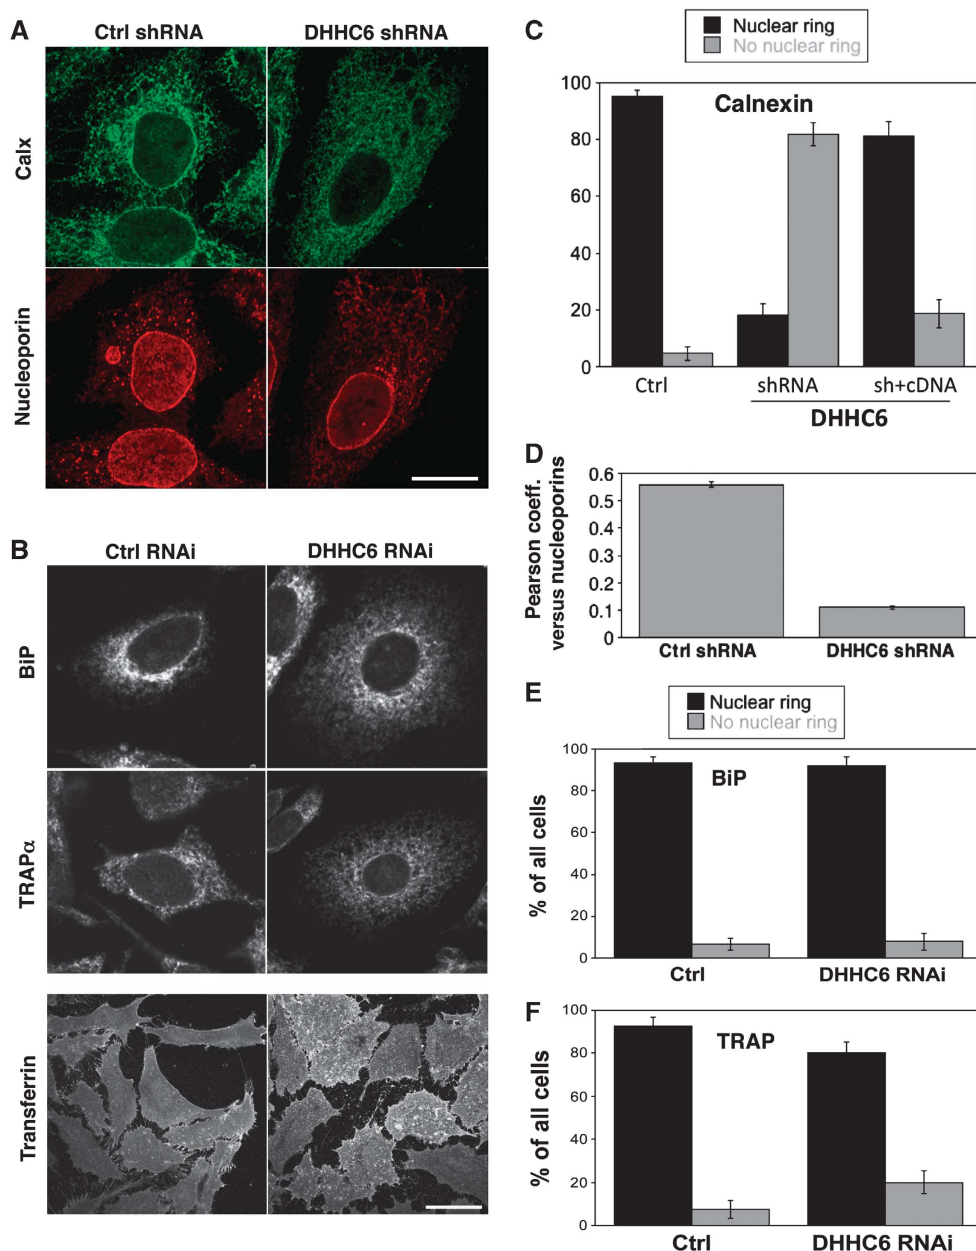 A
Ctrl shRNA
DHHC6 shRNA
Calx
Nucleoporin
B
Ctrl RNAi
DHHC6 RNAi
BiP
TRAPα
Transferrin
C
Nuclear ring
No nuclear ring
Calnexin
100
80
60
40
20
0
Ctrl
shRNA
sh+cDNA
DHHC6
D
Pearson coeff.
versus nucleoporins
0.6
0.5
0.4
0.3
0.2
0.1
0
Ctrl shRNA
DHHC6 shRNA
E
Nuclear ring
No nuclear ring
BiP
% of all cells
100
80
60
40
20
0
Ctrl
DHHC6 RNAi
F
TRAP
% of all cells
100
80
60
40
20
0
Ctrl
DHHC6 RNAi